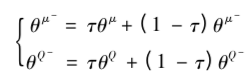 θ^{μ⁻} = τθ^{μ} + (1 − τ) θ^{μ⁻}
θ^{Q⁻} = τθ^{Q} + (1 − τ) θ^{Q⁻}